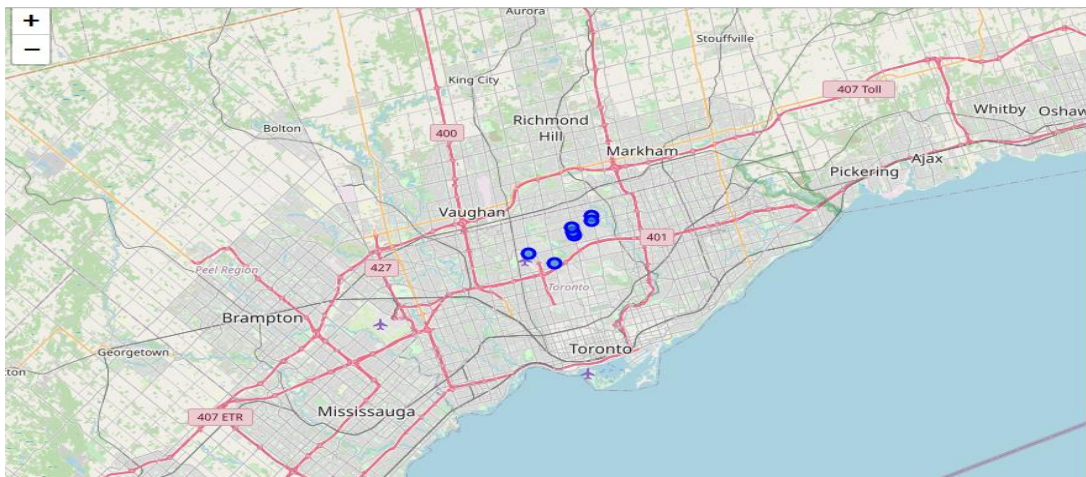 +
−
Aurora
Stouffville
King City
407 Toll
Whitby
Oshaw
Richmond
Hill
Bolton
400
Markham
Ajax
Pickering
Vaughan
401
427
Peel Region
Toronto
Brampton
Georgetown
Toronto
tton
Mississauga
407 ETR